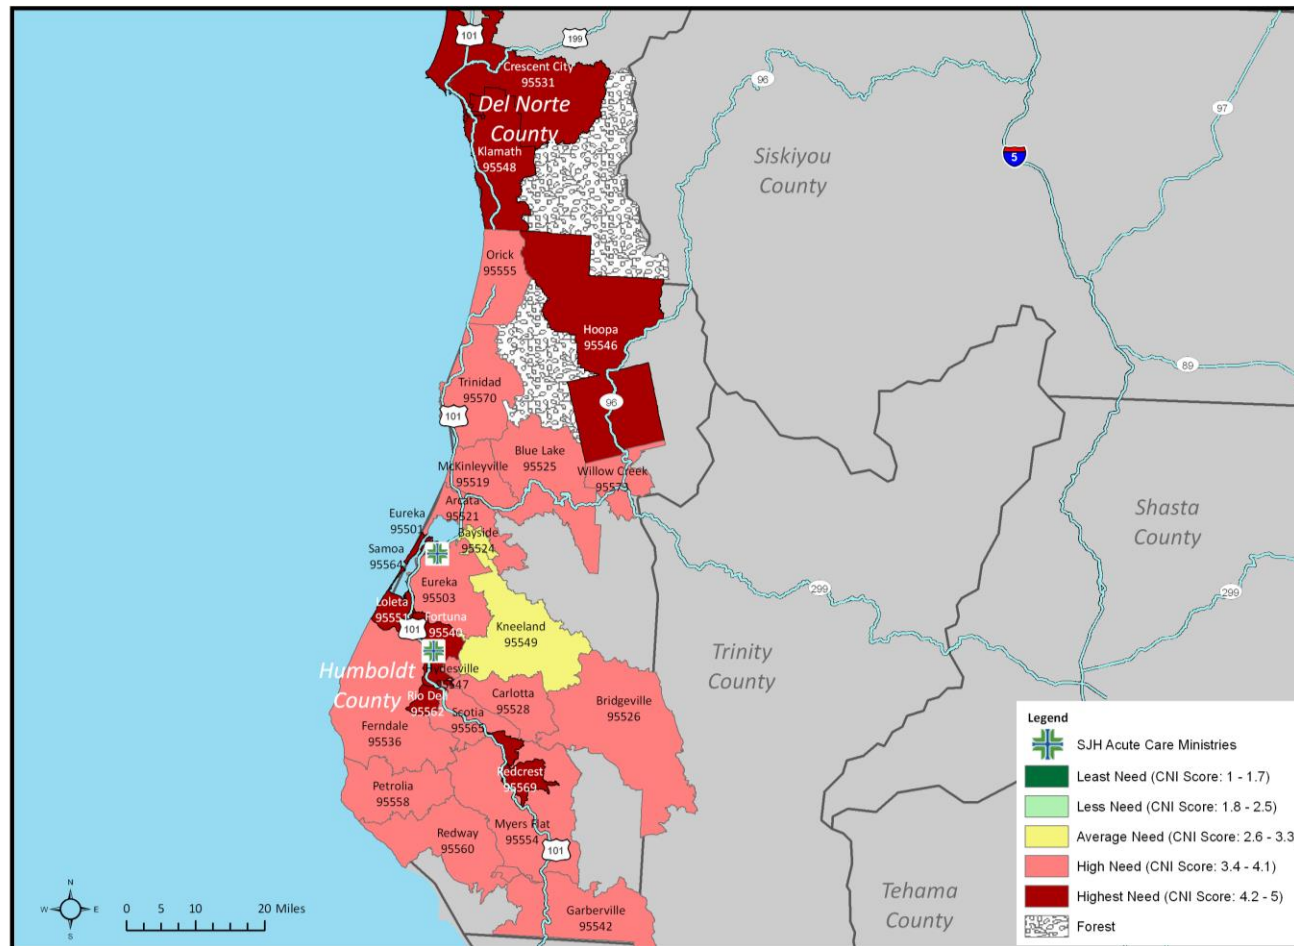 101
199
Crescent City
95531
Del Norte
County
Klamath
95548
96
97
5
Siskiyou
County
Orick
95555
Hoopa
95546
89
Trinidad
95570
96
101
Blue Lake
95525
McKinleyville
95519
Willow Creek
95573
Arcata
95521
Eureka
95501
Bayside
95524
Samoa
95564
Shasta
County
Eureka
95503
299
299
Loleta
95551
Fortuna
95540
101
Kneeland
95549
Trinity
County
Humboldt
County
Carlotta
95528
Bridgeville
95526
Rio Dell
95562
Scotia
95565
Ferndale
95536
Redcrest
95569
Petrolia
95558
Myers Flat
95554
Redway
95560
101
Garberville
95542
Tehama
County
N
W
E
S
0 5 10 20 Miles
Legend
SJH Acute Care Ministries
Least Need (CNI Score: 1 - 1.7)
Less Need (CNI Score: 1.8 - 2.5)
Average Need (CNI Score: 2.6 - 3.3
High Need (CNI Score: 3.4 - 4.1)
Highest Need (CNI Score: 4.2 - 5)
Forest